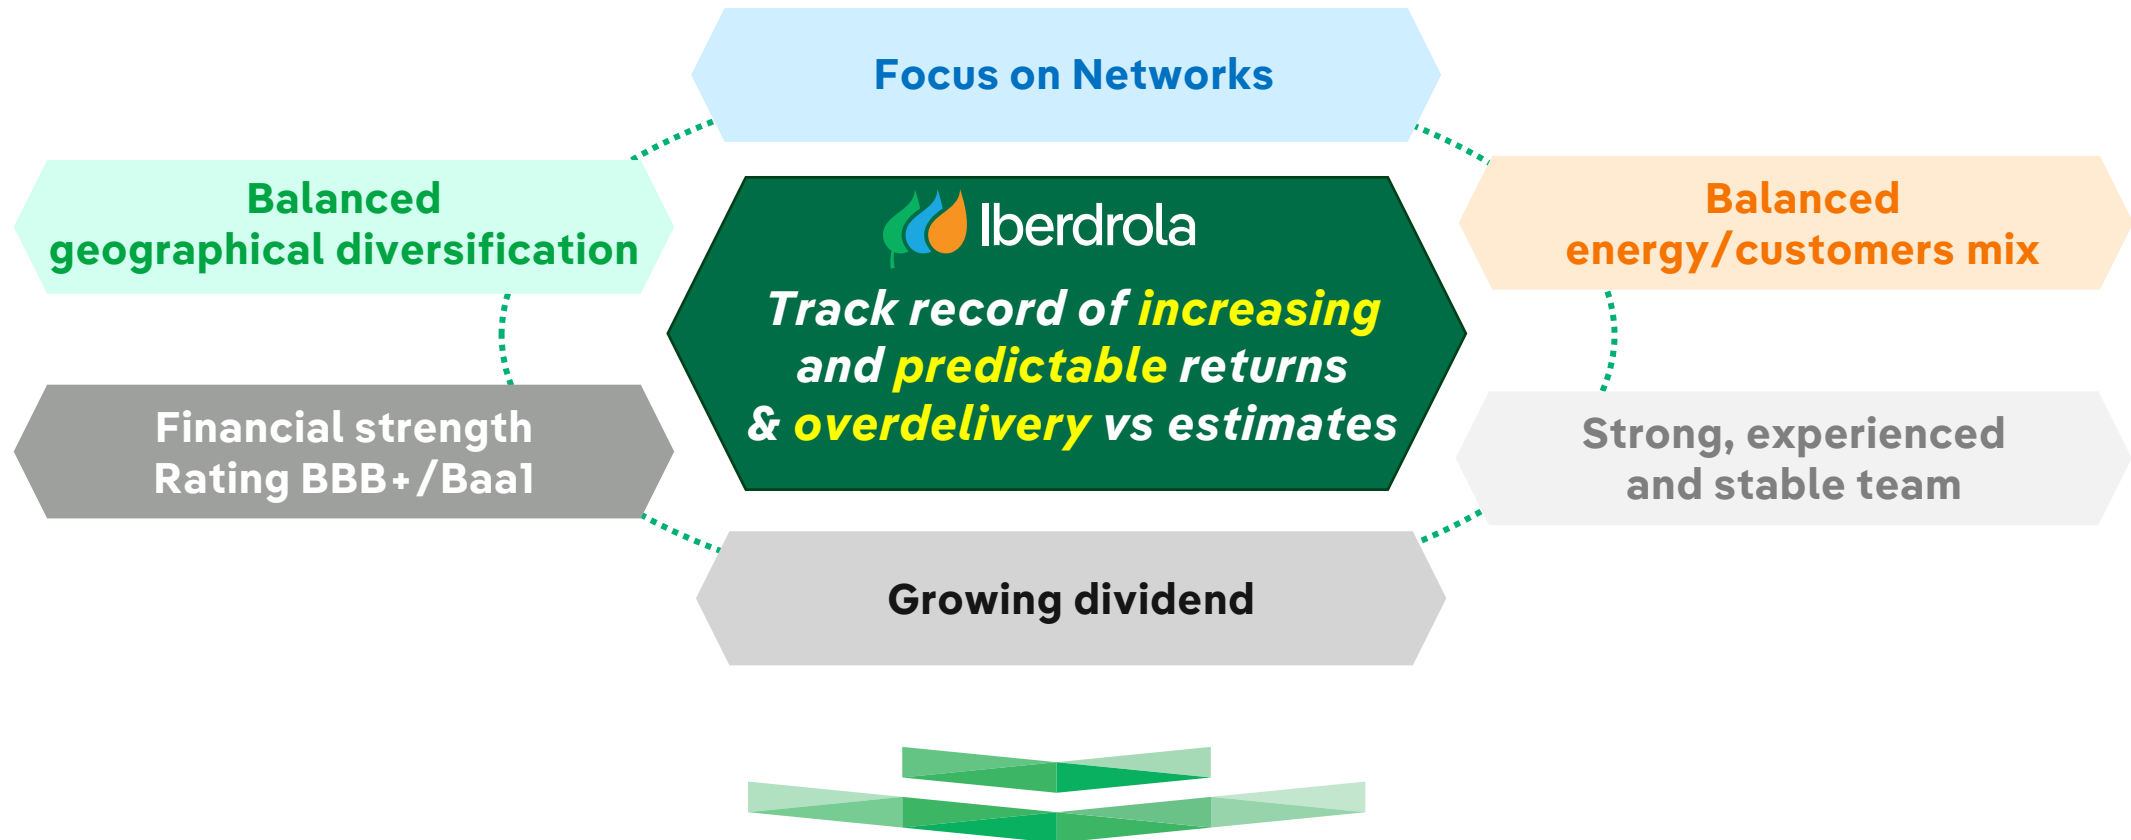 Focus on Networks
Balanced
geographical diversification
Balanced
energy/customers mix
Iberdrola
Track record of increasing
and predictable returns
& overdelivery vs estimates
Financial strength
Rating BBB+/Baa1
Strong, experienced
and stable team
Growing dividend